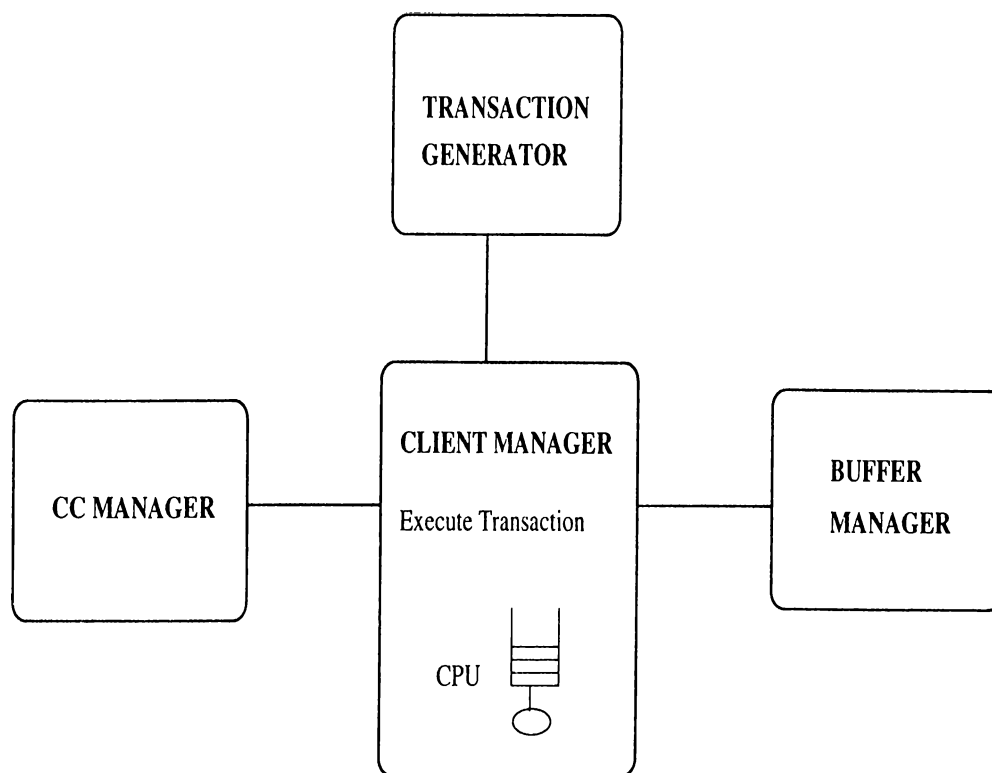 TRANSACTION
GENERATOR
CC MANAGER
CLIENT MANAGER
Execute Transaction
CPU
BUFFER
MANAGER